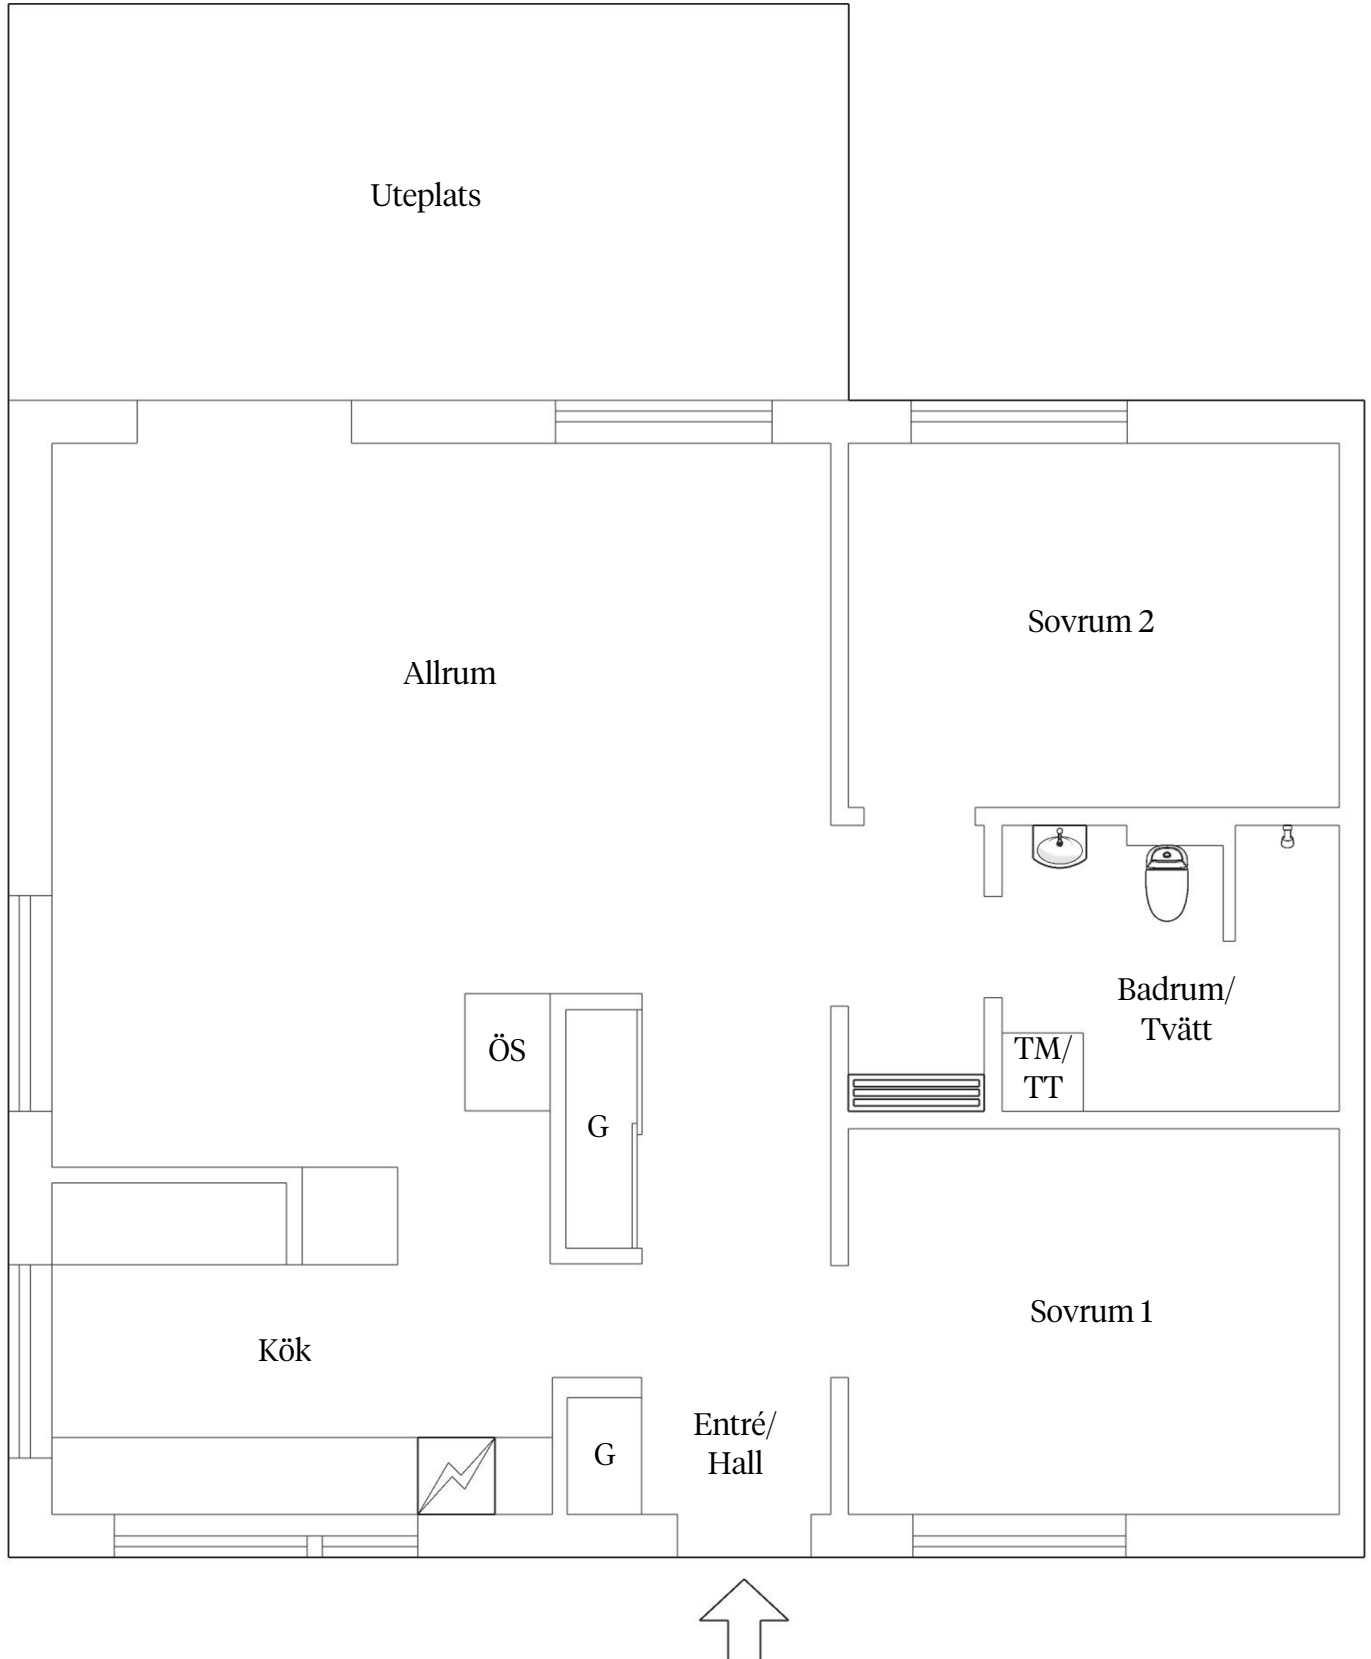 Uteplats
Sovrum 2
Allrum
Badrum/
Tvätt
ÖS
TM/
TT
G
Sovrum 1
Kök
Entré/
Hall
G